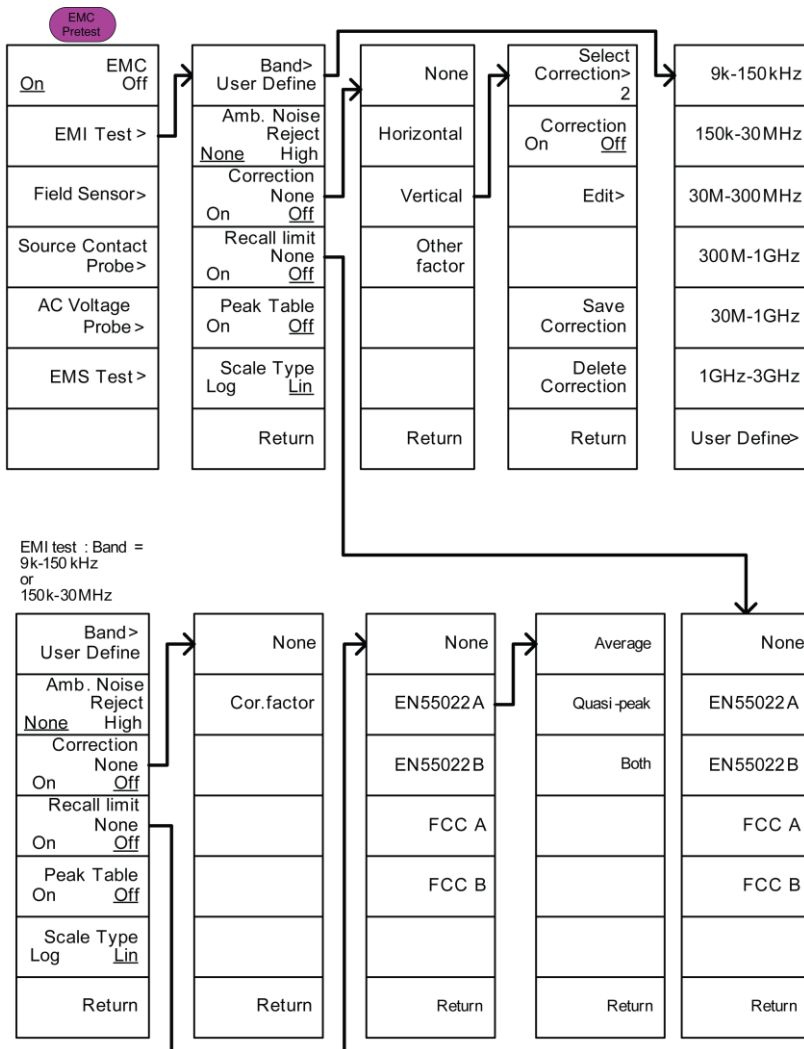 EMC
Pretest
EMC
On Off
EMI Test >
Field Sensor>
Source Contact
Probe>
AC Voltage
Probe >
EMS Test >
Band>
User Define
Amb. Noise
Reject
None High
Correction
None
On Off
Recall limit
None
On Off
Peak Table
On Off
Scale Type
Log Lin
Return
None
Horizontal
Vertical
Other
factor
Return
Select
Correction>
2
Correction
On Off
Edit>
Save
Correction
Delete
Correction
Return
9k-150kHz
150k-30MHz
30M-300MHz
300M-1GHz
30M-1GHz
1GHz-3GHz
User Define>
EMI test : Band =
9k-150 kHz
or
150k-30MHz
Band>
User Define
Amb. Noise
Reject
None High
Correction
None
On Off
Recall limit
None
On Off
Peak Table
On Off
Scale Type
Log Lin
Return
None
Cor.factor
Return
None
EN55022A
EN55022B
FCC A
FCC B
Return
Average
Quasi-peak
Both
Return
None
EN55022A
EN55022B
FCC A
FCC B
Return